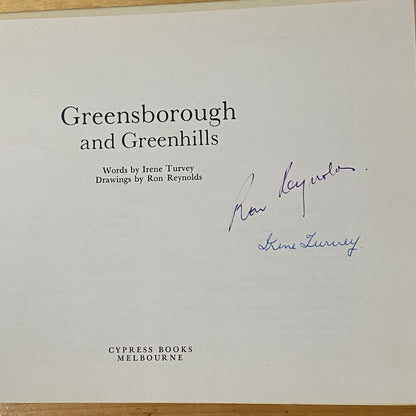 Greensborough
and Greenhills
Words by Irene Turvey
Drawings by Ron Reynolds
Ron Reynolds.
Irene Turvey.
CYPRESS BOOKS
MELBOURNE